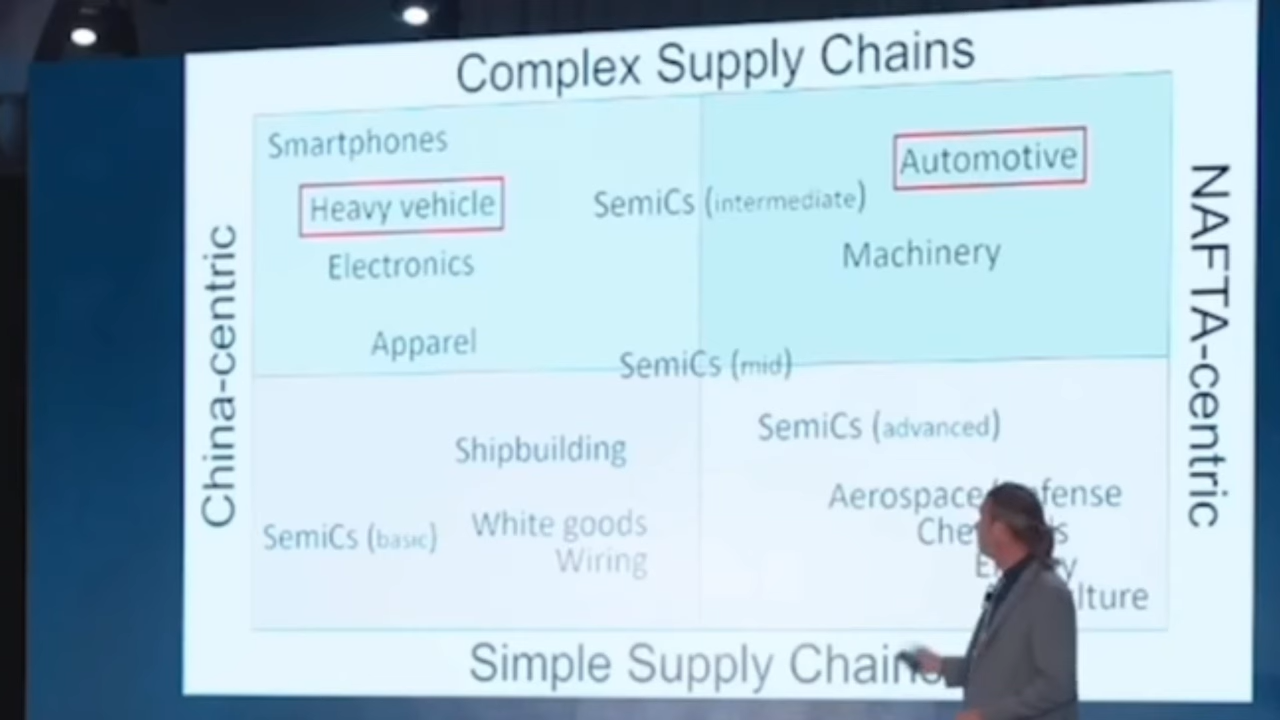 Complex Supply Chains
China-centric
NAFTA-centric
Smartphones
Automotive
Heavy vehicle
SemiCs (intermediate)
Electronics
Machinery
Apparel
SemiCs (mid)
SemiCs (advanced)
Shipbuilding
Aerospace
White goods
SemiCs (basic)
Wiring
Simple Supply